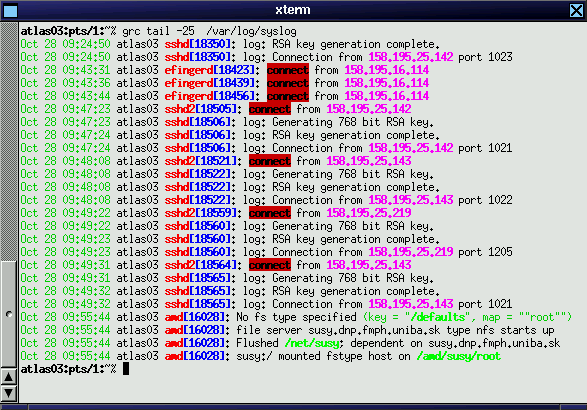 xterm
atlas03:pts/1:~% grc tail -25  /var/log/syslog
Oct 28 09:24:50 atlas03 sshd[18350]: log: RSA key generation complete.
Oct 28 09:24:50 atlas03 sshd[18350]: log: Connection from 158.195.25.142 port 1023
Oct 28 09:43:31 atlas03 efingerd[18423]: connect from 158.195.16.114
Oct 28 09:43:36 atlas03 efingerd[18439]: connect from 158.195.16.114
Oct 28 09:43:44 atlas03 efingerd[18456]: connect from 158.195.16.114
Oct 28 09:47:23 atlas03 sshd2[18505]: connect from 158.195.25.142
Oct 28 09:47:23 atlas03 sshd[18506]: log: Generating 768 bit RSA key.
Oct 28 09:47:24 atlas03 sshd[18506]: log: RSA key generation complete.
Oct 28 09:47:24 atlas03 sshd[18506]: log: Connection from 158.195.25.142 port 1021
Oct 28 09:48:08 atlas03 sshd2[18521]: connect from 158.195.25.143
Oct 28 09:48:08 atlas03 sshd[18522]: log: Generating 768 bit RSA key.
Oct 28 09:48:08 atlas03 sshd[18522]: log: RSA key generation complete.
Oct 28 09:48:08 atlas03 sshd[18522]: log: Connection from 158.195.25.143 port 1022
Oct 28 09:49:22 atlas03 sshd2[18559]: connect from 158.195.25.219
Oct 28 09:49:22 atlas03 sshd[18560]: log: Generating 768 bit RSA key.
Oct 28 09:49:23 atlas03 sshd[18560]: log: RSA key generation complete.
Oct 28 09:49:23 atlas03 sshd[18560]: log: Connection from 158.195.25.219 port 1205
Oct 28 09:49:31 atlas03 sshd2[18564]: connect from 158.195.25.143
Oct 28 09:49:31 atlas03 sshd[18565]: log: Generating 768 bit RSA key.
Oct 28 09:49:32 atlas03 sshd[18565]: log: RSA key generation complete.
Oct 28 09:49:32 atlas03 sshd[18565]: log: Connection from 158.195.25.143 port 1021
Oct 28 09:55:44 atlas03 amd[16028]: No fs type specified (key = "/defaults", map = ""root"")
Oct 28 09:55:44 atlas03 amd[16028]: file server susy.dnp.fmph.uniba.sk type nfs starts up
Oct 28 09:55:44 atlas03 amd[16028]: Flushed /net/susy; dependent on susy.dnp.fmph.uniba.sk
Oct 28 09:55:44 atlas03 amd[16028]: susy:/ mounted fstype host on /amd/susy/root
atlas03:pts/1:~%